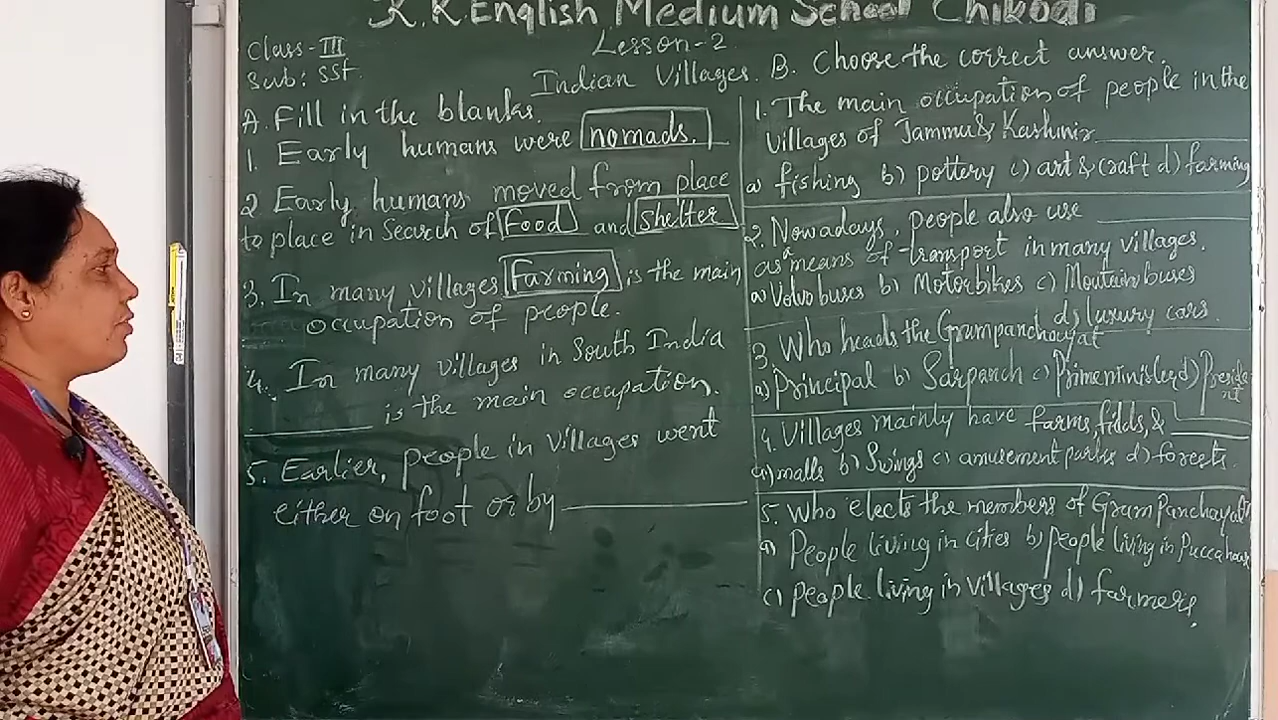 K. K. English Medium School Chikodi
Class - III
Sub: SST
Lesson-2
Indian Villages.
A. Fill in the blanks.
1. Early humans were nomads.
2 Early humans moved from place
to place in search of Food and shelter
3. In many villages Farming is the main
occupation of people.
4. In many villages in South India
________ is the main occupation.
5. Earlier, people in villages went
either on foot or by ________
B. Choose the correct answer.
1. The main occupation of people in the
villages of Jammu & Kashmir ________
a) fishing b) pottery c) art & craft d) farming
2. Nowadays, people also use ________
as a means of transport in many villages.
a) Volvo buses b) Motorbikes c) Mountain buses
d) luxury cars.
3. Who heads the Grampanchayat
a) Principal b) Sarpanch c) Primeminister d) President
4. Villages mainly have farms, fields, & ________
a) malls b) Swings c) amusement parks d) forests.
5. Who elects the members of Gram Panchayat
a) People living in cities b) people living in Pucca
c) people living in villages d) farmers.